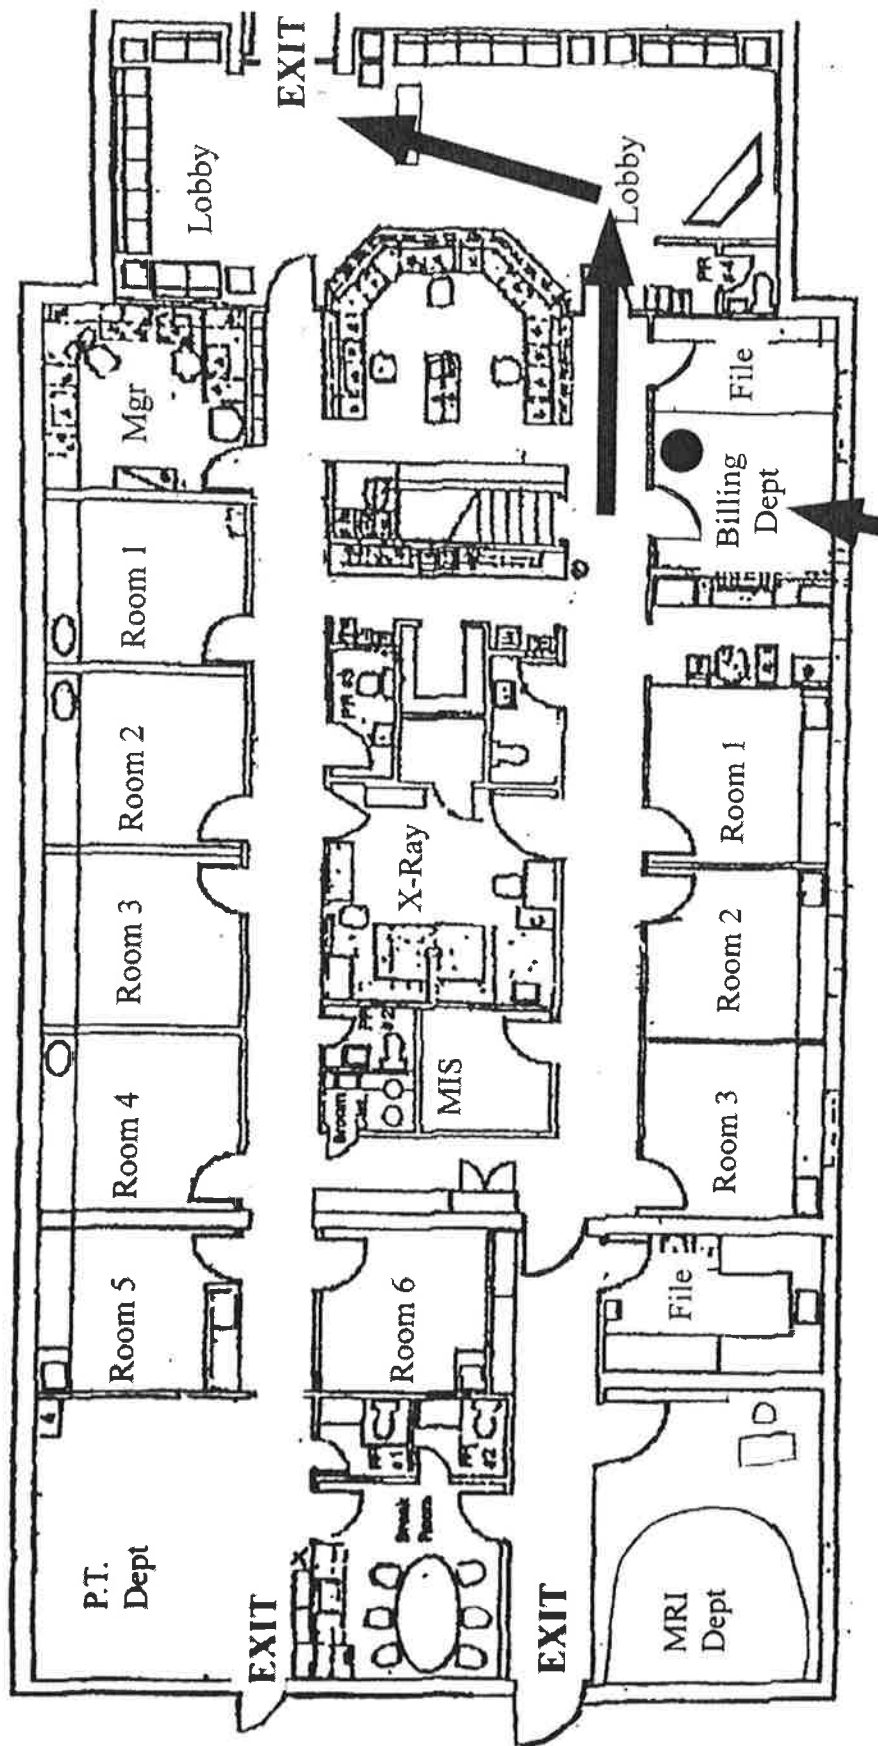 P.T.
Dept
Room 5
Room 4
Room 3
Room 2
Room 1
Mgr
Lobby
EXIT
EXIT
Break
Room
Room 6
Broom
MIS
X-Ray
EXIT
MRI
Dept
File
Room 3
Room 2
Room 1
Billing
Dept
File
Lobby